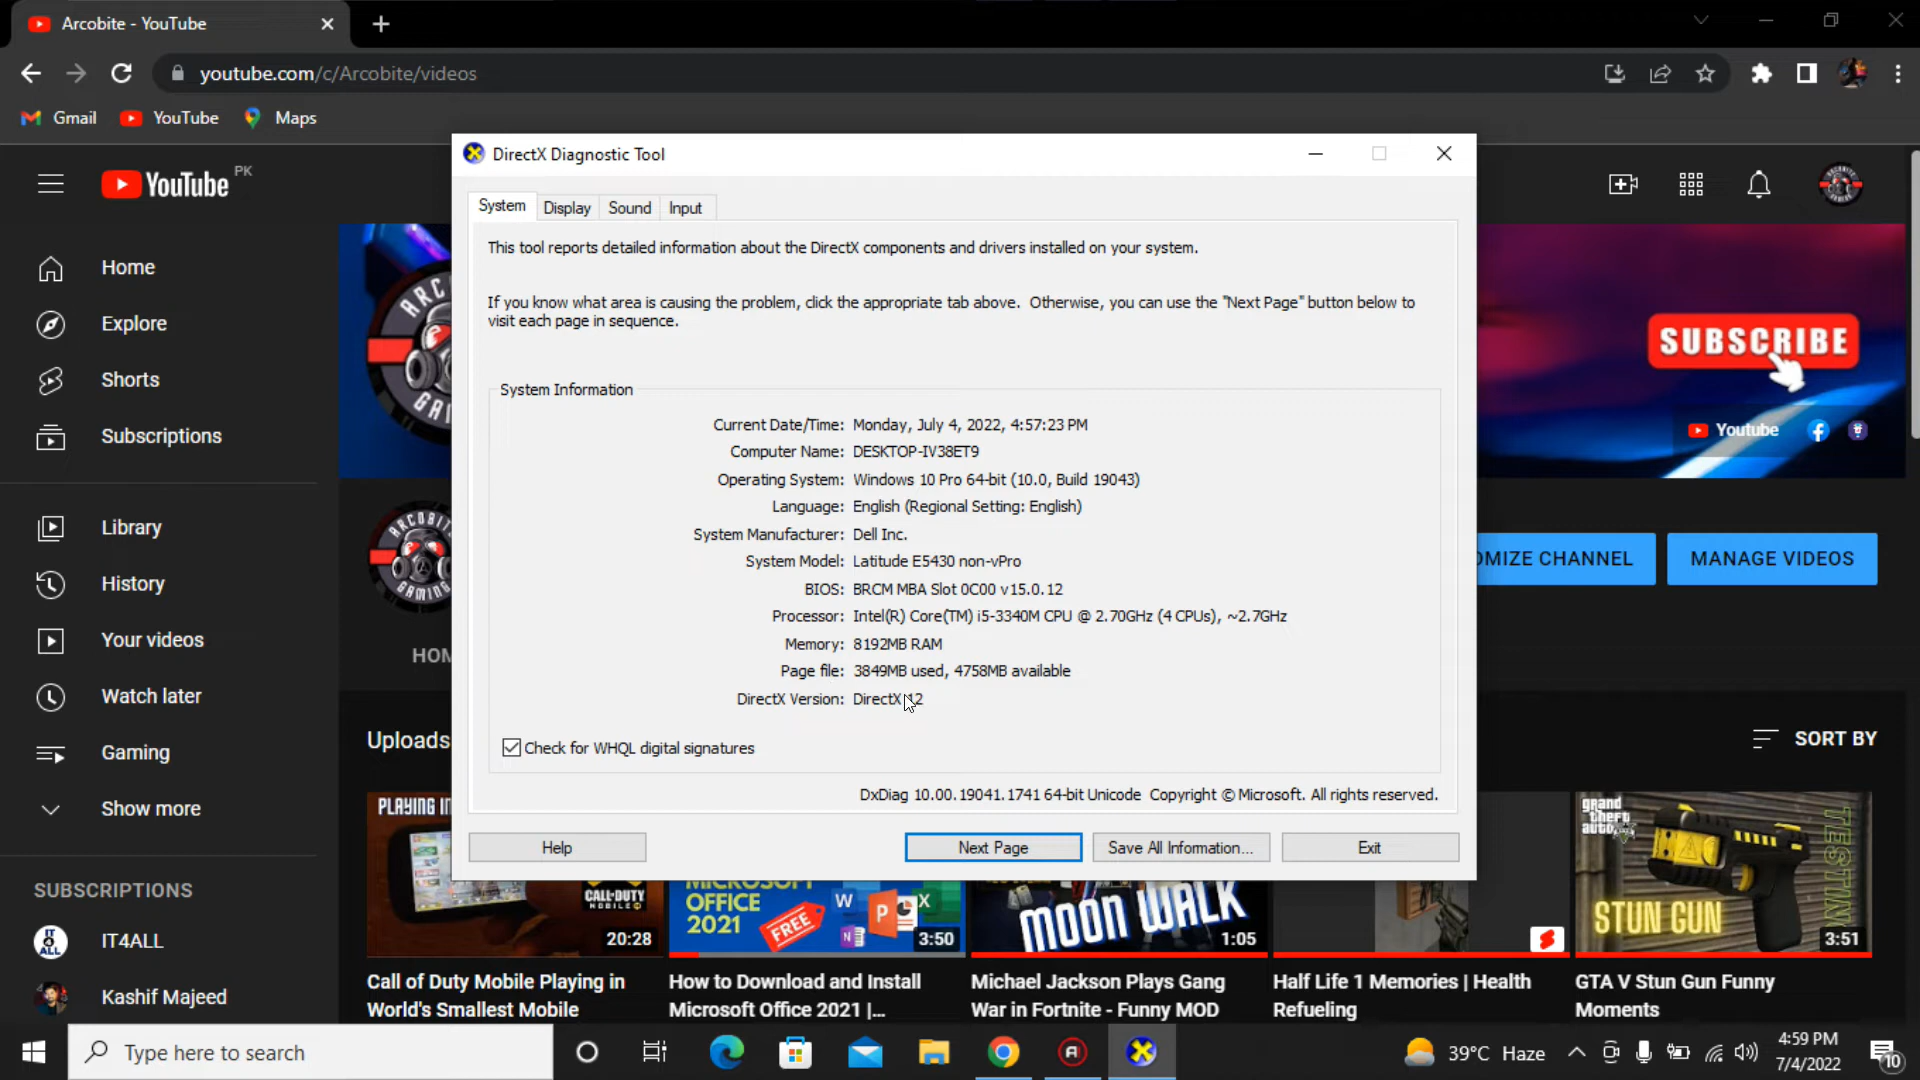 Arcobite - YouTube
youtube.com/c/Arcobite/videos
Gmail
YouTube
Maps
DirectX Diagnostic Tool
YouTube PK
System
Display
Sound
Input
This tool reports detailed information about the DirectX components and drivers installed on your system.
If you know what area is causing the problem, click the appropriate tab above. Otherwise, you can use the "Next Page" button below to
visit each page in sequence.
System Information
Current Date/Time: Monday, July 4, 2022, 4:57:23 PM
Computer Name: DESKTOP-IV38ET9
Operating System: Windows 10 Pro 64-bit (10.0, Build 19043)
Language: English (Regional Setting: English)
System Manufacturer: Dell Inc.
System Model: Latitude E5430 non-vPro
BIOS: BRCM MBA Slot 0C00 v15.0.12
Processor: Intel(R) Core(TM) i5-3340M CPU @ 2.70GHz (4 CPUs), ~2.7GHz
Memory: 8192MB RAM
Page file: 3849MB used, 4758MB available
DirectX Version: DirectX 12
Check for WHQL digital signatures
DxDiag 10.00.19041.1741 64-bit Unicode Copyright © Microsoft. All rights reserved.
Help
Next Page
Save All Information...
Exit
Home
Explore
Shorts
Subscriptions
Library
History
Your videos
Watch later
Gaming
Show more
SUBSCRIPTIONS
IT4ALL
Kashif Majeed
SUBSCRIBE
Youtube
MIZE CHANNEL
MANAGE VIDEOS
HOM
Uploads
SORT BY
PLAYING IN
CALL-DUTY
MOBILE
20:28
Call of Duty Mobile Playing in
World's Smallest Mobile
MICROSOFT
OFFICE
2021
FREE
W
P
X
N
3:50
How to Download and Install
Microsoft Office 2021 |...
MOON WALK
1:05
Michael Jackson Plays Gang
War in Fortnite - Funny MOD
Half Life 1 Memories | Health
Refueling
grand
theft
auto
TESTIN
STUN GUN
3:51
GTA V Stun Gun Funny
Moments
Type here to search
39°C Haze
4:59 PM
7/4/2022
10